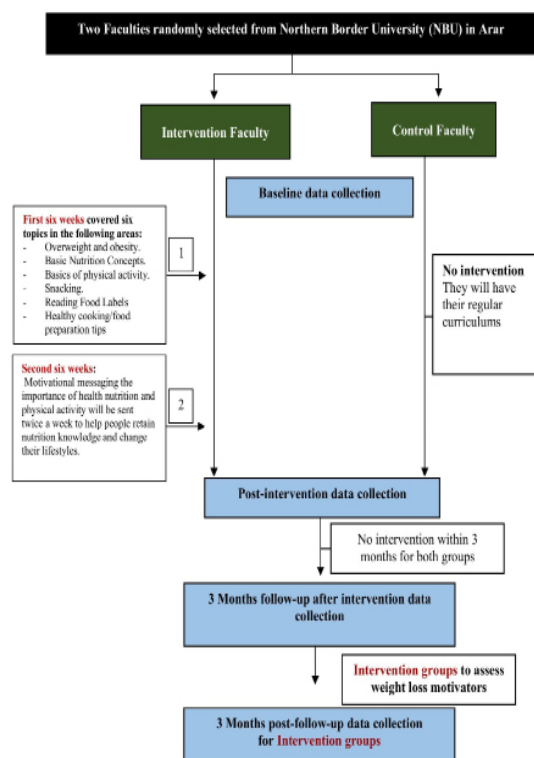 Two Faculties randomly selected from Northern Border University (NBU) in Arar
Intervention Faculty
Control Faculty
Baseline data collection
First six weeks covered six
topics in the following areas:
- Overweight and obesity.
- Basic Nutrition Concepts.
- Basics of physical activity.
- Snacking.
- Reading Food Labels
- Healthy cooking/food
preparation tips
1
No intervention
They will have
their regular
curriculums
Second six weeks:
Motivational messaging the
importance of health nutrition and
physical activity will be sent
twice a week to help people retain
nutrition knowledge and change
their lifestyles.
2
Post-intervention data collection
No intervention within 3
months for both groups
3 Months follow-up after intervention data
collection
Intervention groups to assess
weight loss motivators
3 Months post-follow-up data collection
for Intervention groups